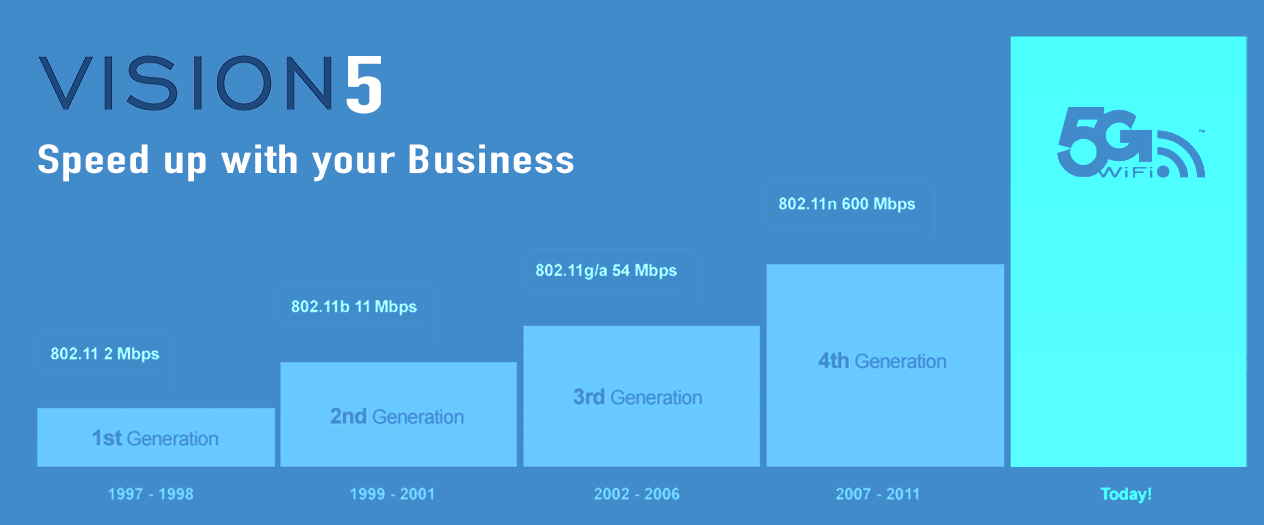 VISION5
Speed up with your Business
5G WiFi ™
802.11n 600 Mbps
802.11g/a 54 Mbps
802.11b 11 Mbps
802.11 2 Mbps
4th Generation
3rd Generation
2nd Generation
1st Generation
1997 - 1998
1999 - 2001
2002 - 2006
2007 - 2011
Today!